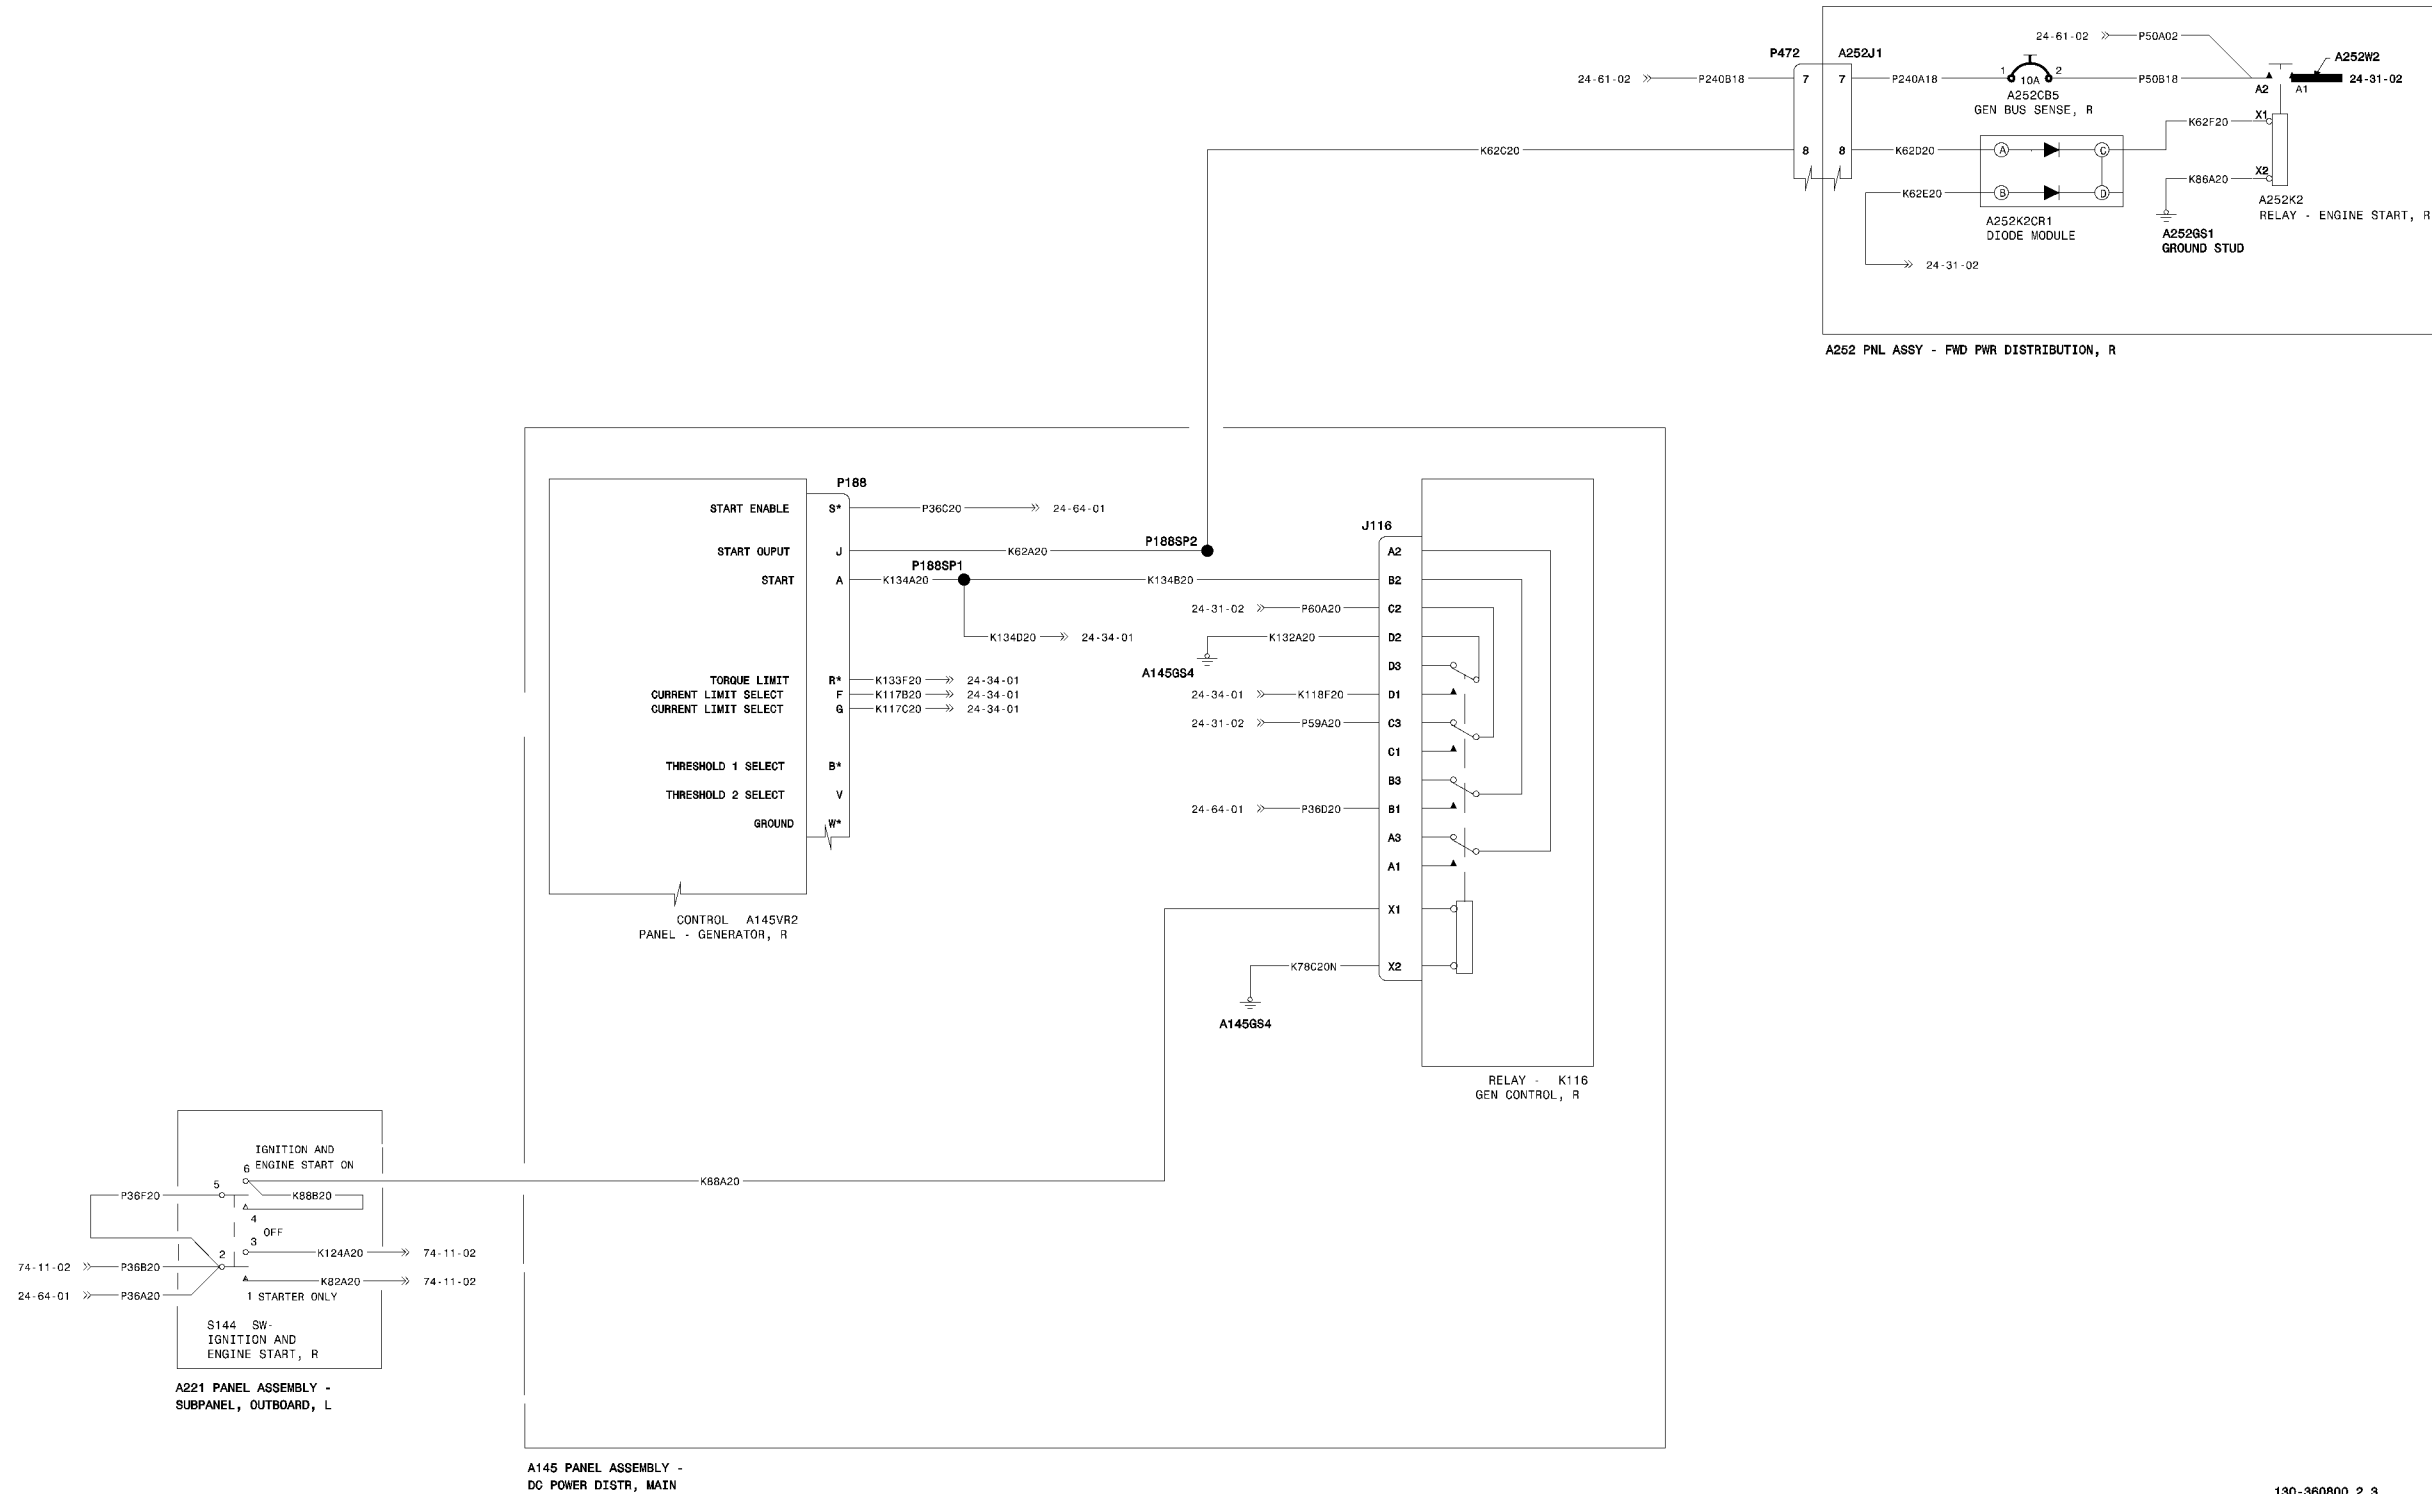 24-61-02
P50A02
P472
A252J1
A252W2
24-61-02
P240B18
7
7
P240A18
1
10A
2
P50B18
A2
A1
24-31-02
A252CB5
GEN BUS SENSE, R
K62F20
X1
K62C20
8
8
K62D20
A
C
K62E20
B
D
K86A20
X2
A252K2
RELAY - ENGINE START, R
A252K2CR1
DIODE MODULE
A252GS1
GROUND STUD
24-31-02
A252 PNL ASSY - FWD PWR DISTRIBUTION, R
P188
START ENABLE
S*
P36C20
24-64-01
J116
START OUPUT
J
K62A20
P188SP2
A2
P188SP1
START
A
K134A20
K134B20
B2
24-31-02
P60A20
C2
K134D20
24-34-01
K132A20
D2
A145GS4
D3
TORQUE LIMIT
R*
K133F20
24-34-01
CURRENT LIMIT SELECT
F
K117B20
24-34-01
24-34-01
K118F20
D1
CURRENT LIMIT SELECT
G
K117C20
24-34-01
24-31-02
P59A20
C3
C1
THRESHOLD 1 SELECT
B*
B3
THRESHOLD 2 SELECT
V
24-64-01
P36D20
B1
GROUND
W*
A3
A1
CONTROL A145VR2
PANEL - GENERATOR, R
X1
K78C20N
X2
A145GS4
RELAY - K116
GEN CONTROL, R
IGNITION AND
6 ENGINE START ON
K88A20
5
P36F20
K88B20
4
OFF
3
2
K124A20
74-11-02
74-11-02
P36B20
K82A20
74-11-02
24-64-01
P36A20
1 STARTER ONLY
S144 SW-
IGNITION AND
ENGINE START, R
A221 PANEL ASSEMBLY -
SUBPANEL, OUTBOARD, L
A145 PANEL ASSEMBLY -
DC POWER DISTR, MAIN
130-360800 2 3